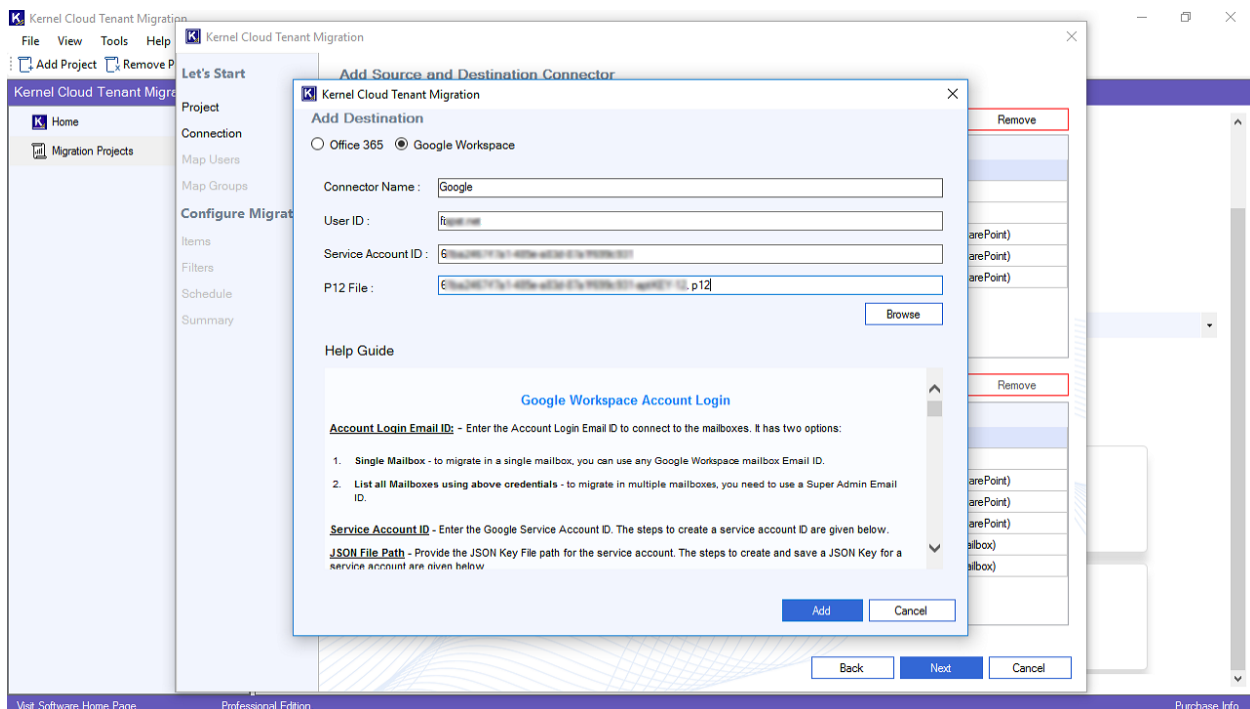 Kernel Cloud Tenant Migration
File View Tools Help
Add Project Remove P
Kernel Cloud Tenant Migra
Home
Migration Projects
Kernel Cloud Tenant Migration
Let's Start
Project
Connection
Map Users
Map Groups
Configure Migrat
Items
Filters
Schedule
Summary
Add Source and Destination Connector
Remove
arePoint)
arePoint)
arePoint)
Remove
arePoint)
arePoint)
arePoint)
ailbox)
ailbox)
Kernel Cloud Tenant Migration
Add Destination
Office 365 Google Workspace
Connector Name : Google
User ID :
Service Account ID : 6
P12 File : 6 . p12
Browse
Help Guide
Google Workspace Account Login
Account Login Email ID: - Enter the Account Login Email ID to connect to the mailboxes. It has two options:
1. Single Mailbox - to migrate in a single mailbox, you can use any Google Workspace mailbox Email ID.
2. List all Mailboxes using above credentials - to migrate in multiple mailboxes, you need to use a Super Admin Email
ID.
Service Account ID - Enter the Google Service Account ID. The steps to create a service account ID are given below.
JSON File Path - Provide the JSON Key File path for the service account. The steps to create and save a JSON Key for a
service account are given below
Add Cancel
Back Next Cancel
Visit Software Home Page Professional Edition Purchase Info